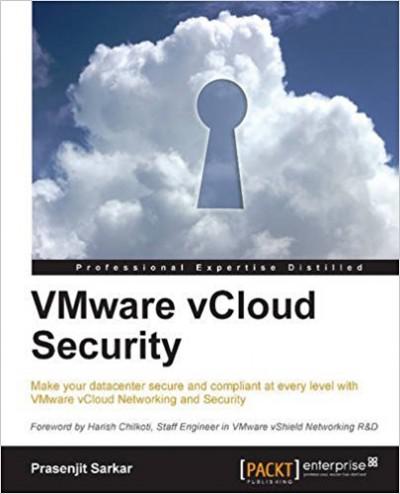 Professional Expertise Distilled
VMware vCloud
Security
Make your datacenter secure and compliant at every level with
VMware vCloud Networking and Security
Foreword by Harish Chilkoti, Staff Engineer in VMware vShield Networking R&D
Prasenjit Sarkar
[PACKT] enterprise
PUBLISHING